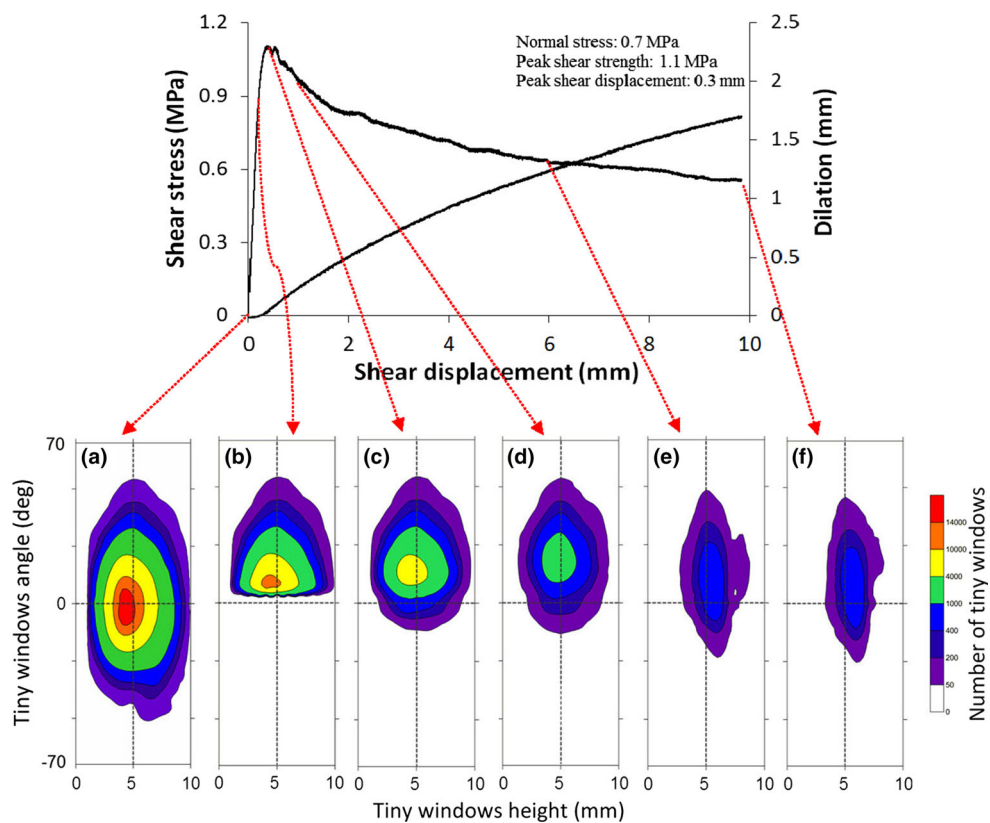 1.2
0.9
0.6
0.3
0
Shear stress (MPa)
Normal stress: 0.7 MPa
Peak shear strength: 1.1 MPa
Peak shear displacement: 0.3 mm
2.5
2
1.5
1
0.5
0
Dilation (mm)
0 2 4 6 8 10
Shear displacement (mm)
70
0
-70
Tiny windows angle (deg)
(a) (b) (c) (d) (e) (f)
14000
10000
4000
1000
400
200
50
0
Number of tiny windows
0 5 10 0 5 10 0 5 10 0 5 10 0 5 10 0 5 10
Tiny windows height (mm)